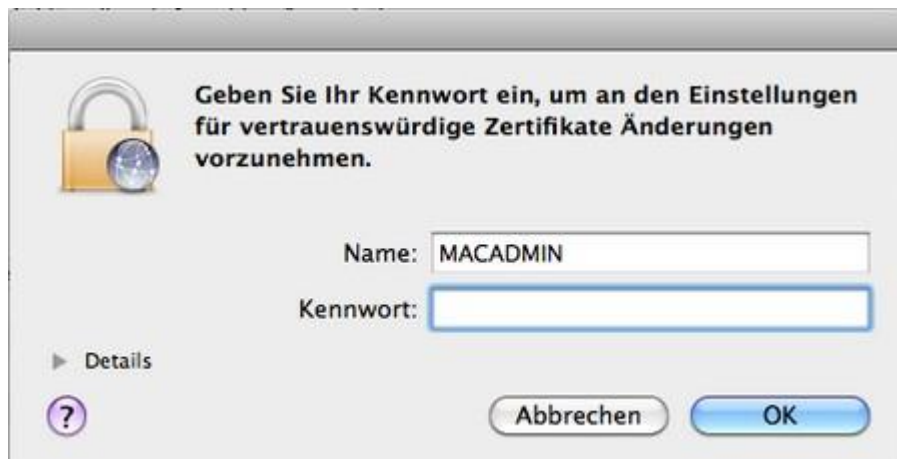 Geben Sie Ihr Kennwort ein, um an den Einstellungen
für vertrauenswürdige Zertifikate Änderungen
vorzunehmen.
Name: MACADMIN
Kennwort:
Details
?
Abbrechen
OK